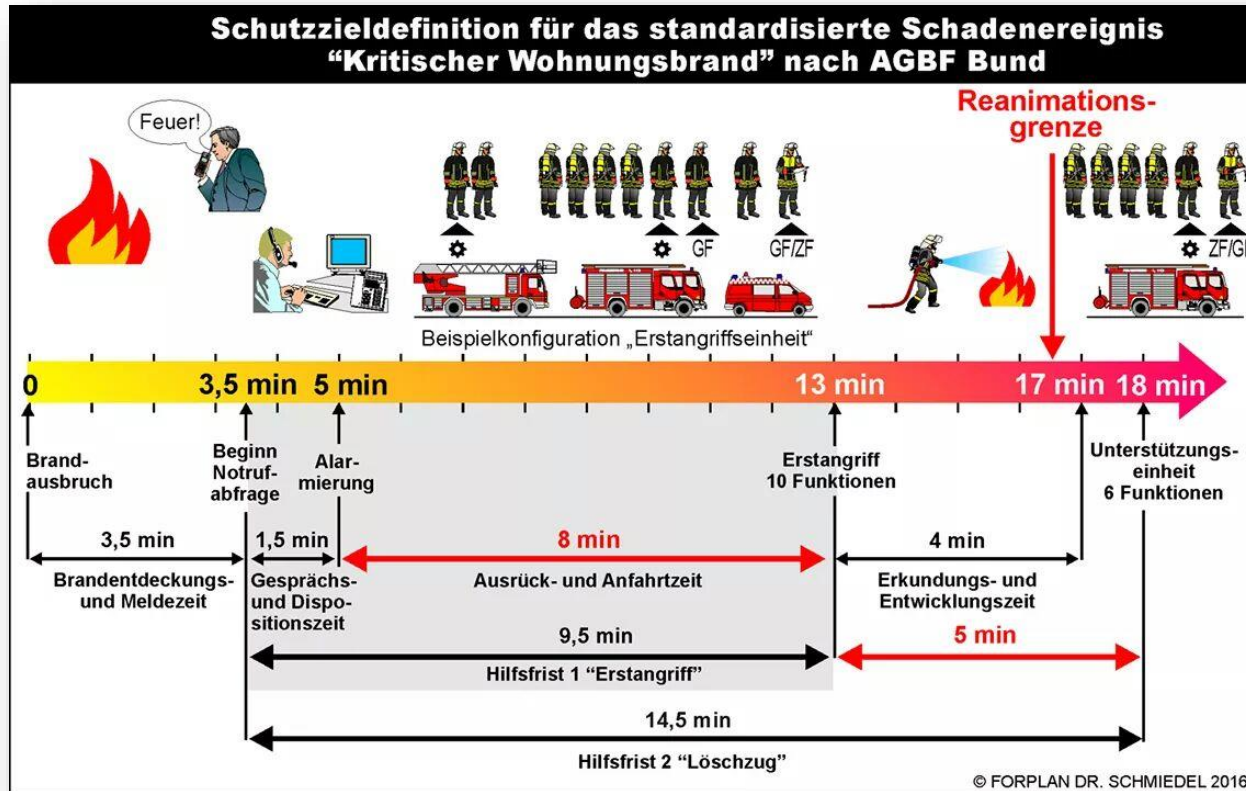 Schutzzieldefinition für das standardisierte Schadenereignis
“Kritischer Wohnungsbrand” nach AGBF Bund
Feuer!
Reanimations-
grenze
GF
GF/ZF
Beispielkonfiguration „Erstangriffseinheit“
0
3,5 min
5 min
13 min
17 min
18 min
Brand-
ausbruch
Beginn
Notruf-
abfrage
Alar-
mierung
Erstangriff
10 Funktionen
Unterstützungs-
einheit
6 Funktionen
3,5 min
Brandentdeckungs-
und Meldezeit
1,5 min
Gesprächs-
und Dispo-
sitionszeit
8 min
Ausrück- und Anfahrtzeit
4 min
Erkundungs- und
Entwicklungszeit
9,5 min
Hilfsfrist 1 “Erstangriff”
5 min
14,5 min
Hilfsfrist 2 “Löschzug”
© FORPLAN DR. SCHMIEDEL 2016